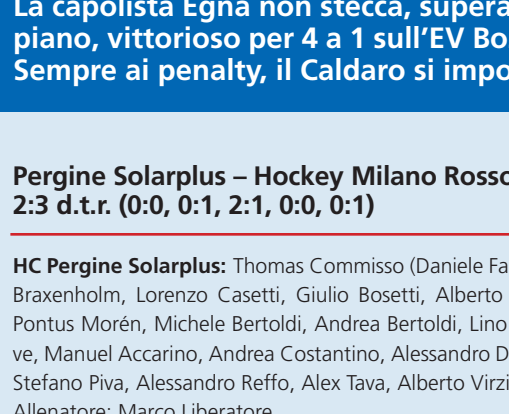 La capolista Egna non stecca, supera
piano, vittorioso per 4 a 1 sull'EV Bo
Sempre ai penalty, il Caldaro si impo
Pergine Solarplus – Hockey Milano Rosso
2:3 d.t.r. (0:0, 0:1, 2:1, 0:0, 0:1)
HC Pergine Solarplus: Thomas Commisso (Daniele Fa
Braxenholm, Lorenzo Casetti, Giulio Bosetti, Alberto
Pontus Morén, Michele Bertoldi, Andrea Bertoldi, Lino
ve, Manuel Accarino, Andrea Costantino, Alessandro D
Stefano Piva, Alessandro Reffo, Alex Tava, Alberto Virzi
Allenatore: Marco Liberatore